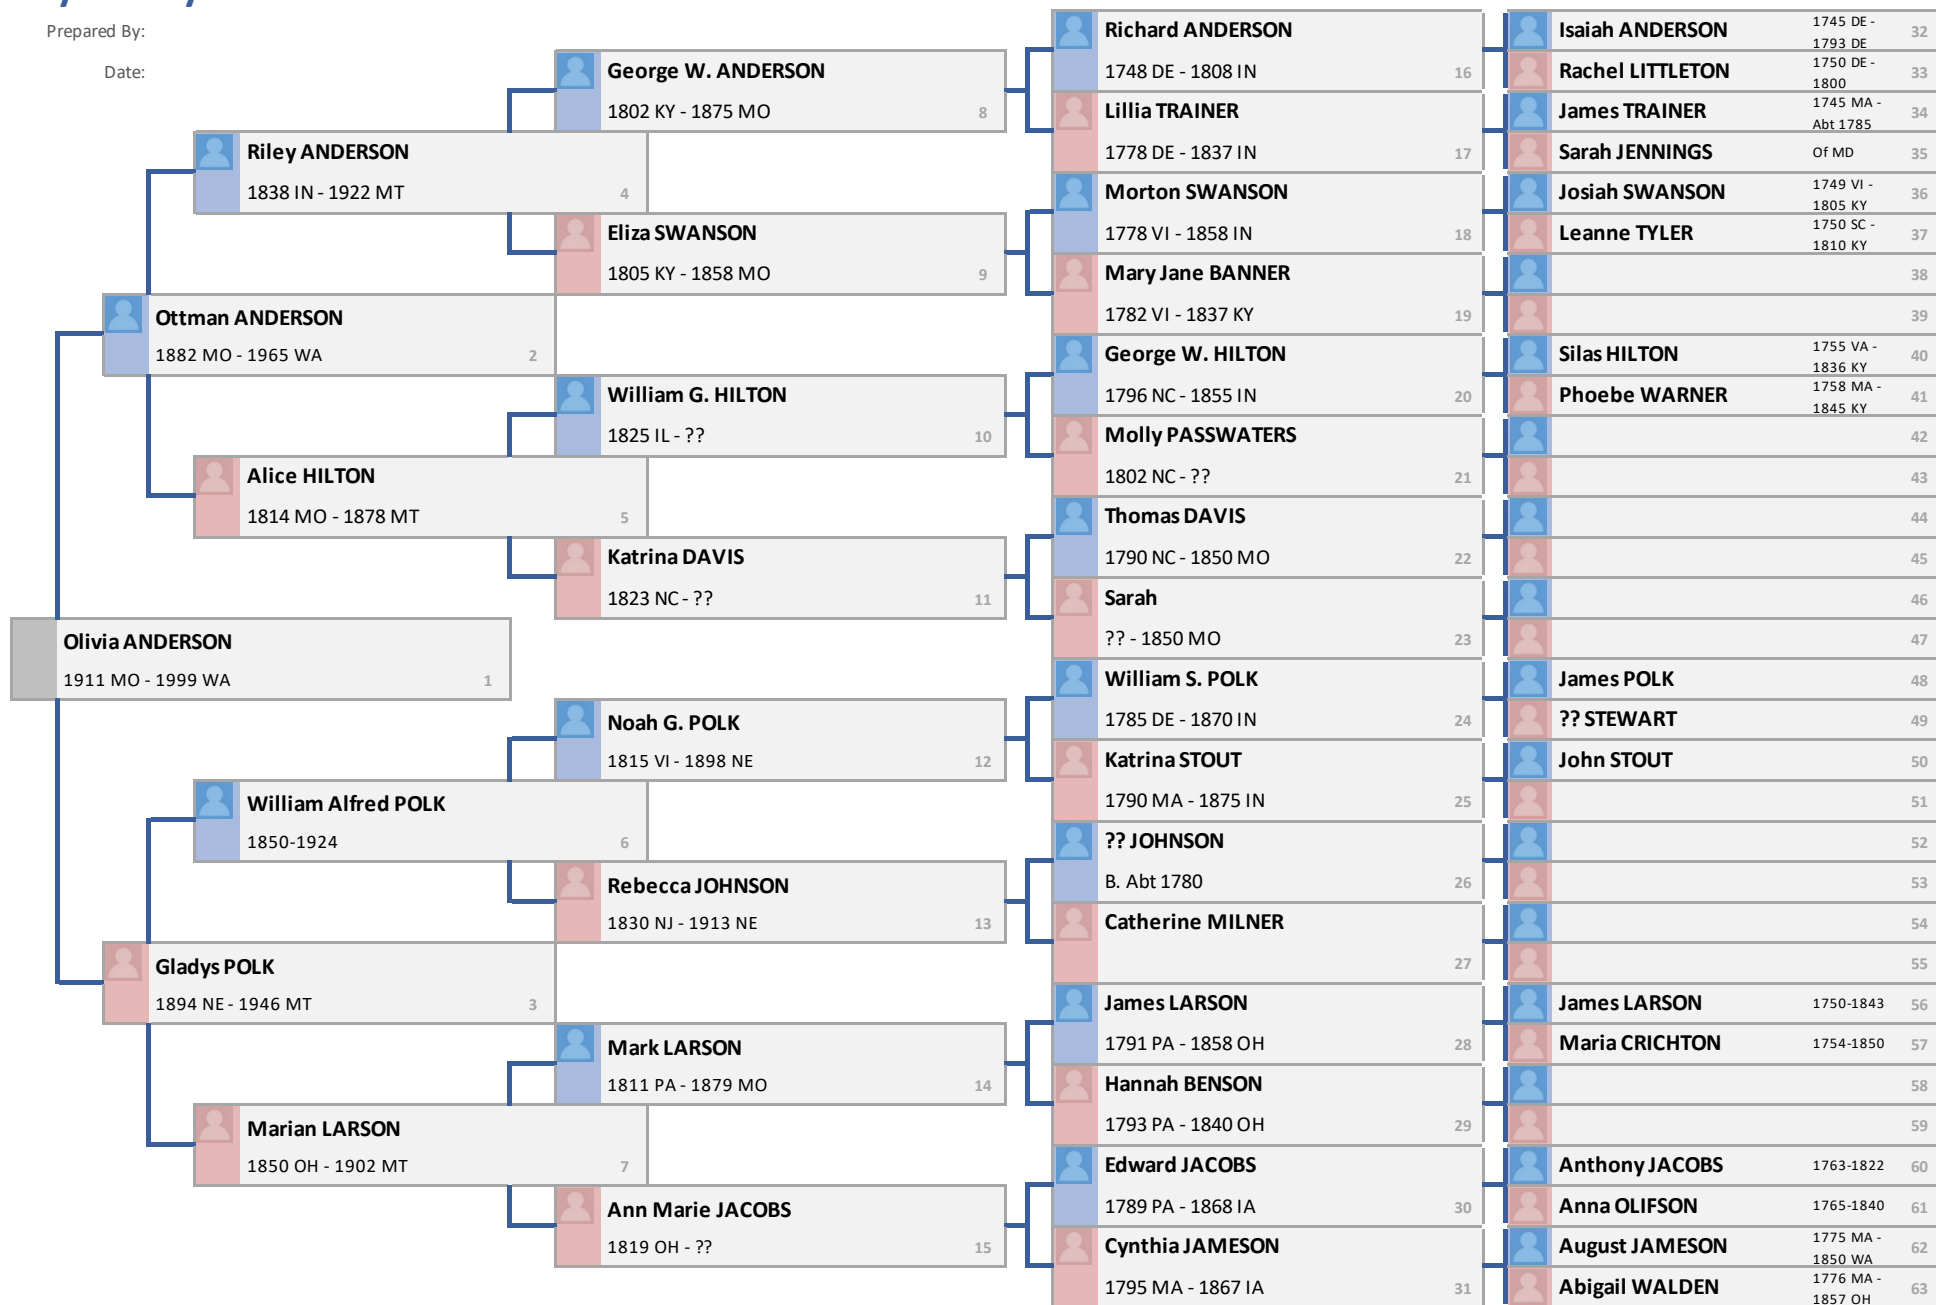 Prepared By:
Date:
Olivia ANDERSON
1911 MO - 1999 WA
1
Ottman ANDERSON
1882 MO - 1965 WA
2
Gladys POLK
1894 NE - 1946 MT
3
Riley ANDERSON
1838 IN - 1922 MT
4
Alice HILTON
1814 MO - 1878 MT
5
William Alfred POLK
1850-1924
6
Marian LARSON
1850 OH - 1902 MT
7
George W. ANDERSON
1802 KY - 1875 MO
8
Eliza SWANSON
1805 KY - 1858 MO
9
William G. HILTON
1825 IL - ??
10
Katrina DAVIS
1823 NC - ??
11
Noah G. POLK
1815 VI - 1898 NE
12
Rebecca JOHNSON
1830 NJ - 1913 NE
13
Mark LARSON
1811 PA - 1879 MO
14
Ann Marie JACOBS
1819 OH - ??
15
Richard ANDERSON
1748 DE - 1808 IN
16
Lillia TRAINER
1778 DE - 1837 IN
17
Morton SWANSON
1778 VI - 1858 IN
18
Mary Jane BANNER
1782 VI - 1837 KY
19
George W. HILTON
1796 NC - 1855 IN
20
Molly PASSWATERS
1802 NC - ??
21
Thomas DAVIS
1790 NC - 1850 MO
22
Sarah
?? - 1850 MO
23
William S. POLK
1785 DE - 1870 IN
24
Katrina STOUT
1790 MA - 1875 IN
25
?? JOHNSON
B. Abt 1780
26
Catherine MILNER
27
James LARSON
1791 PA - 1858 OH
28
Hannah BENSON
1793 PA - 1840 OH
29
Edward JACOBS
1789 PA - 1868 IA
30
Cynthia JAMESON
1795 MA - 1867 IA
31
Isaiah ANDERSON
1745 DE -
1793 DE
32
Rachel LITTLETON
1750 DE -
1800
33
James TRAINER
1745 MA -
Abt 1785
34
Sarah JENNINGS
Of MD
35
Josiah SWANSON
1749 VI -
1805 KY
36
Leanne TYLER
1750 SC -
1810 KY
37
38
39
Silas HILTON
1755 VA -
1836 KY
40
Phoebe WARNER
1758 MA -
1845 KY
41
42
43
44
45
46
47
James POLK
48
?? STEWART
49
John STOUT
50
51
52
53
54
55
James LARSON
1750-1843
56
Maria CRICHTON
1754-1850
57
58
59
Anthony JACOBS
1763-1822
60
Anna OLIFSON
1765-1840
61
August JAMESON
1775 MA -
1850 WA
62
Abigail WALDEN
1776 MA -
1857 OH
63